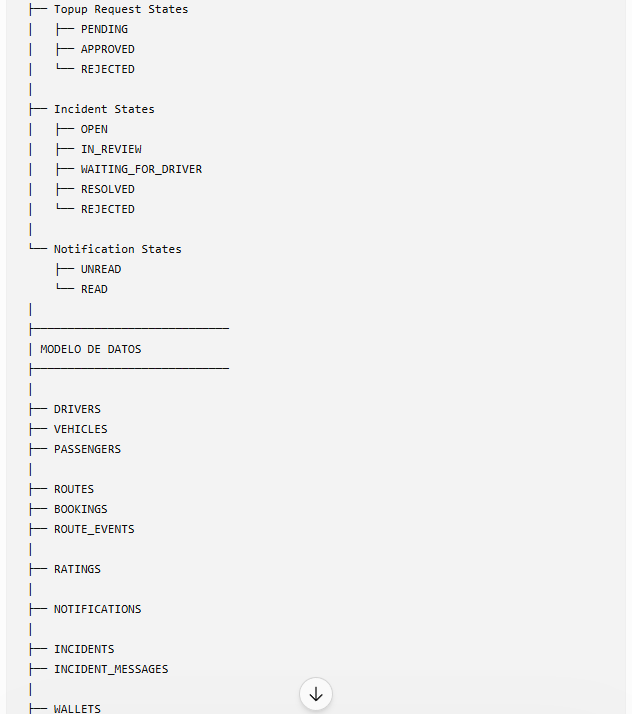 ├── Topup Request States
│   ├── PENDING
│   ├── APPROVED
│   └── REJECTED
│
├── Incident States
│   ├── OPEN
│   ├── IN_REVIEW
│   ├── WAITING_FOR_DRIVER
│   ├── RESOLVED
│   └── REJECTED
│
└── Notification States
    ├── UNREAD
    └── READ
│
├─────────────────────────────
│ MODELO DE DATOS
├─────────────────────────────
│
├── DRIVERS
├── VEHICLES
├── PASSENGERS
│
├── ROUTES
├── BOOKINGS
├── ROUTE_EVENTS
│
├── RATINGS
│
├── NOTIFICATIONS
│
├── INCIDENTS
├── INCIDENT_MESSAGES
│
├── WALLETS